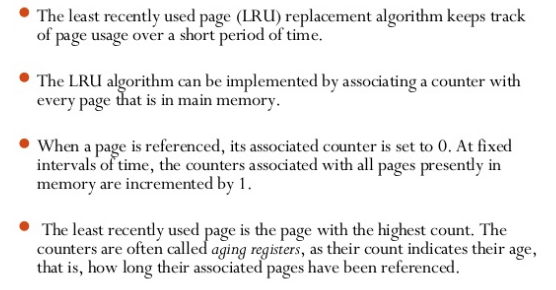 • The least recently used page (LRU) replacement algorithm keeps track
of page usage over a short period of time.
• The LRU algorithm can be implemented by associating a counter with
every page that is in main memory.
• When a page is referenced, its associated counter is set to 0. At fixed
intervals of time, the counters associated with all pages presently in
memory are incremented by 1.
• The least recently used page is the page with the highest count. The
counters are often called aging registers, as their count indicates their age,
that is, how long their associated pages have been referenced.